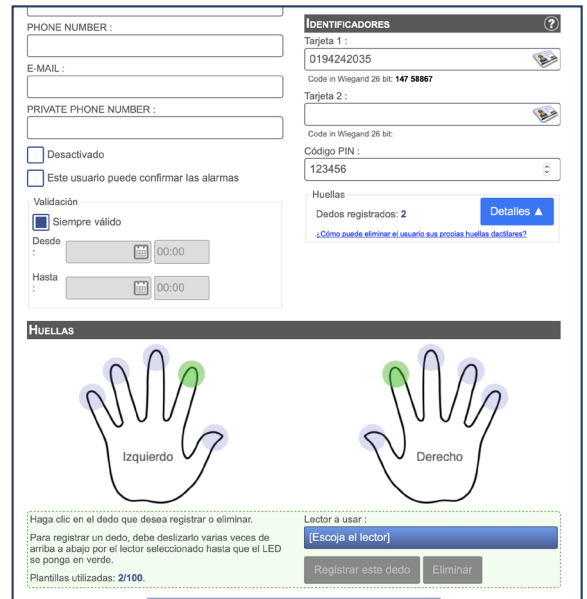 PHONE NUMBER :
E-MAIL :
PRIVATE PHONE NUMBER :
Desactivado
Este usuario puede confirmar las alarmas
Validación
Siempre válido
Desde
:
00:00
Hasta
:
00:00
IDENTIFICADORES
?
Tarjeta 1 :
0194242035
Code in Wiegand 26 bit: 147 58867
Tarjeta 2 :
Code in Wiegand 26 bit:
Código PIN :
123456
Huellas
Dedos registrados: 2
Detalles ▲
¿Cómo puede eliminar el usuario sus propias huellas dactilares?
HUELLAS
Izquierdo
Derecho
Haga clic en el dedo que desea registrar o eliminar.
Para registrar un dedo, debe deslizarlo varias veces de
arriba a abajo por el lector seleccionado hasta que el LED
se ponga en verde.
Plantillas utilizadas: 2/100.
Lector a usar :
[Escoja el lector]
Registrar este dedo
Eliminar